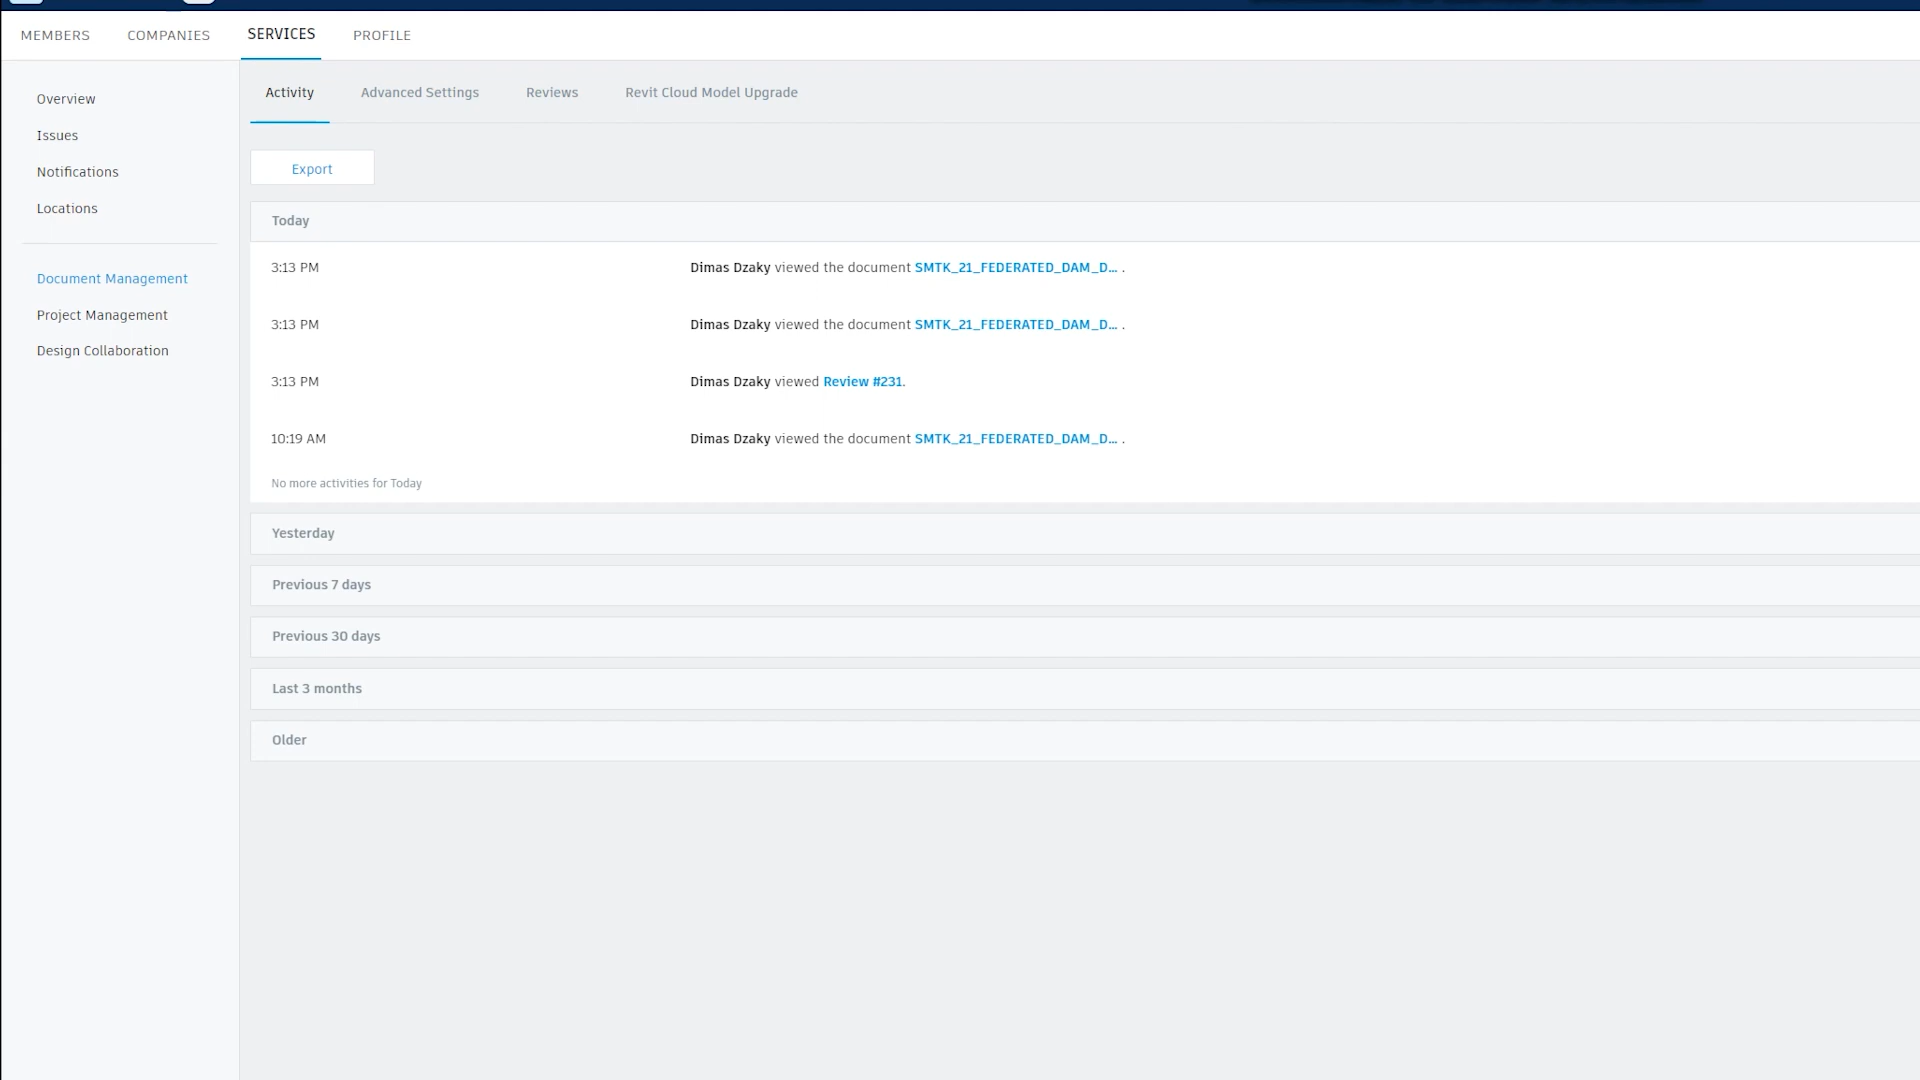 MEMBERS COMPANIES SERVICES PROFILE
Overview
Issues
Notifications
Locations
Document Management
Project Management
Design Collaboration
Activity Advanced Settings Reviews Revit Cloud Model Upgrade
Export
Today
3:13 PM Dimas Dzaky viewed the document SMTK_21_FEDERATED_DAM_D... .
3:13 PM Dimas Dzaky viewed the document SMTK_21_FEDERATED_DAM_D... .
3:13 PM Dimas Dzaky viewed Review #231.
10:19 AM Dimas Dzaky viewed the document SMTK_21_FEDERATED_DAM_D... .
No more activities for Today
Yesterday
Previous 7 days
Previous 30 days
Last 3 months
Older